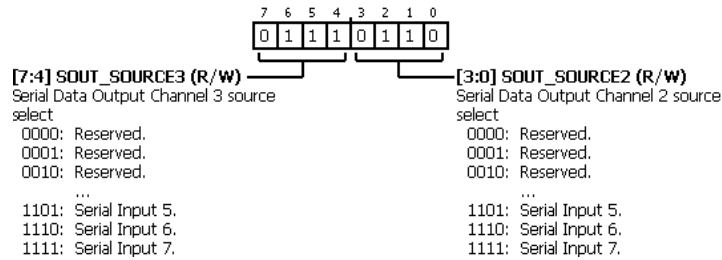 7 6 5 4 3 2 1 0
0 1 1 1 0 1 1 0
[7:4] SOUT_SOURCE3 (R/W)
Serial Data Output Channel 3 source
select
0000: Reserved.
0001: Reserved.
0010: Reserved.
...
1101: Serial Input 5.
1110: Serial Input 6.
1111: Serial Input 7.
[3:0] SOUT_SOURCE2 (R/W)
Serial Data Output Channel 2 source
select
0000: Reserved.
0001: Reserved.
0010: Reserved.
...
1101: Serial Input 5.
1110: Serial Input 6.
1111: Serial Input 7.